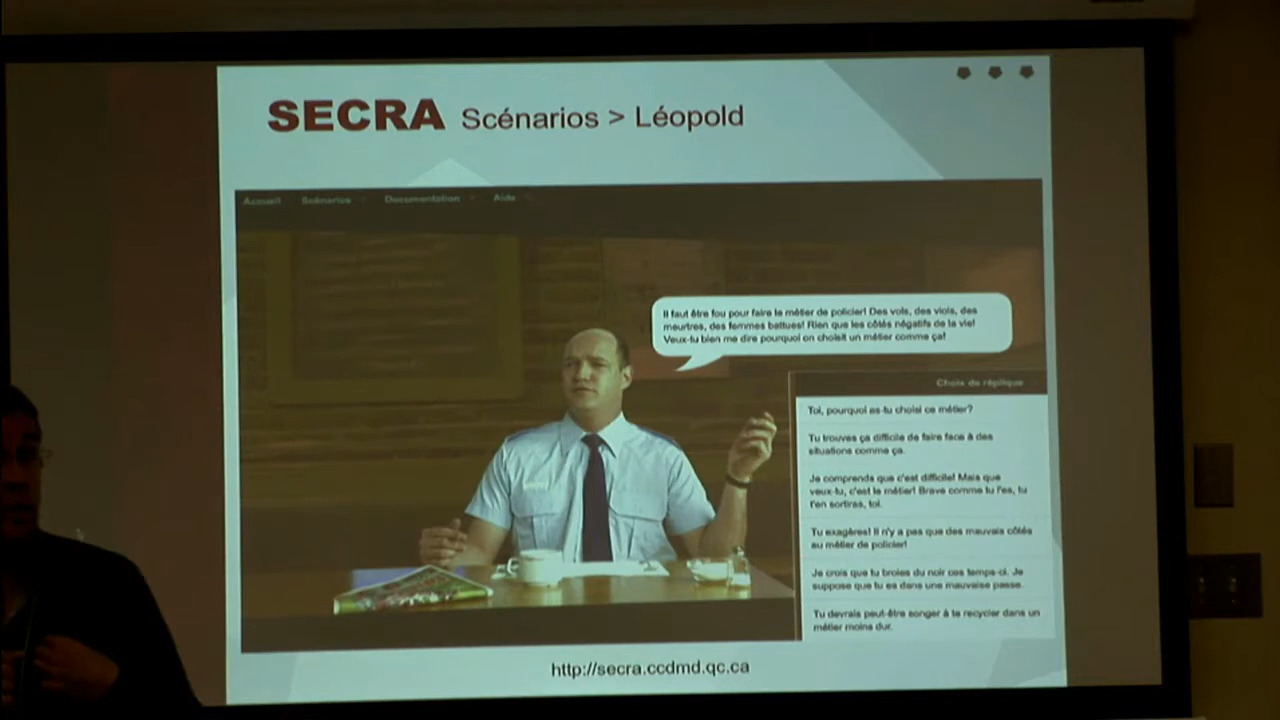 SECRA Scénarios > Léopold
Accueil Scénarios Documentation Aide
Il faut être fou pour faire le métier de policier! Des vols, des viols, des
meurtres, des femmes battues! Rien que les côtés négatifs de la vie!
Veux-tu bien me dire pourquoi on choisit un métier comme ça!
Choix de réplique
Toi, pourquoi as-tu choisi ce métier?
Tu trouves ça difficile de faire face à des
situations comme ça.
Je comprends que c'est difficile! Mais que
veux-tu, c'est le métier! Brave comme tu l'es, tu
t'en sortiras, toi.
Tu exagères! Il n'y a pas que des mauvais côtés
au métier de policier!
Je crois que tu broies du noir ces temps-ci. Je
suppose que tu es dans une mauvaise passe.
Tu devrais peut-être songer à te recycler dans un
métier moins dur.
http://secra.ccdmd.qc.ca